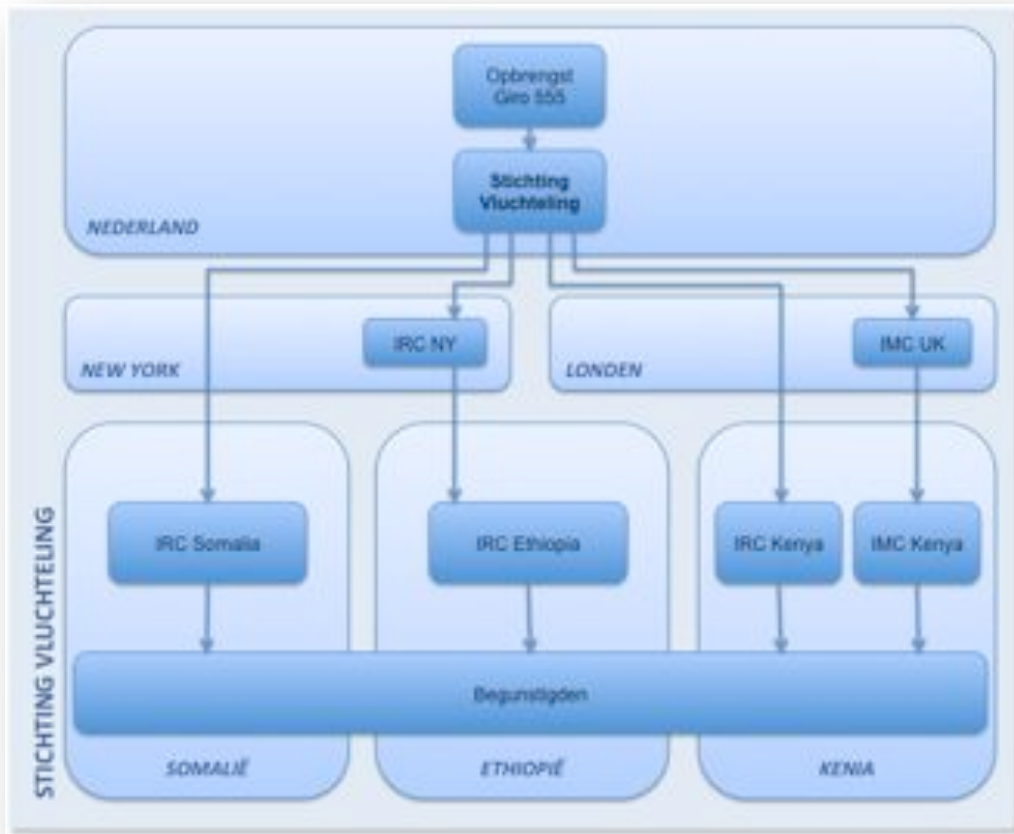 Opbrengst
Giro 555
Stichting
Vluchteling
NEDERLAND
IRC NY
NEW YORK
IMC UK
LONDEN
IRC Somalia
IRC Ethiopia
IRC Kenya
IMC Kenya
Begunstigden
SOMALIË
ETHIOPIË
KENIA
STICHTING VLUCHTELING